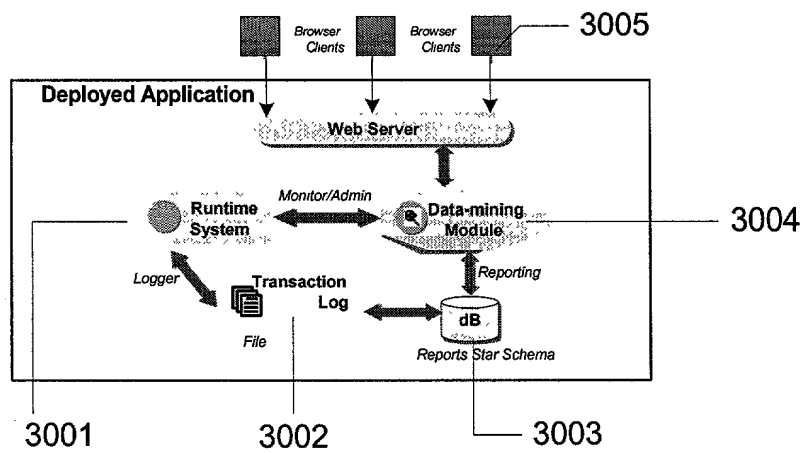 Browser
Clients
Browser
Clients
3005
Deployed Application
Web Server
Monitor/Admin
Runtime
System
Data-mining
Module
3004
Logger
Transaction
Log
Reporting
File
dB
Reports Star Schema
3001
3002
3003